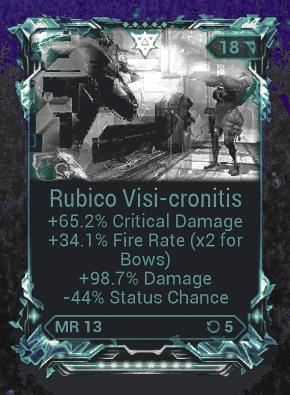 18
Rubico Visi-cronitis
+65.2% Critical Damage
+34.1% Fire Rate (x2 for
Bows)
+98.7% Damage
-44% Status Chance
MR 13
5